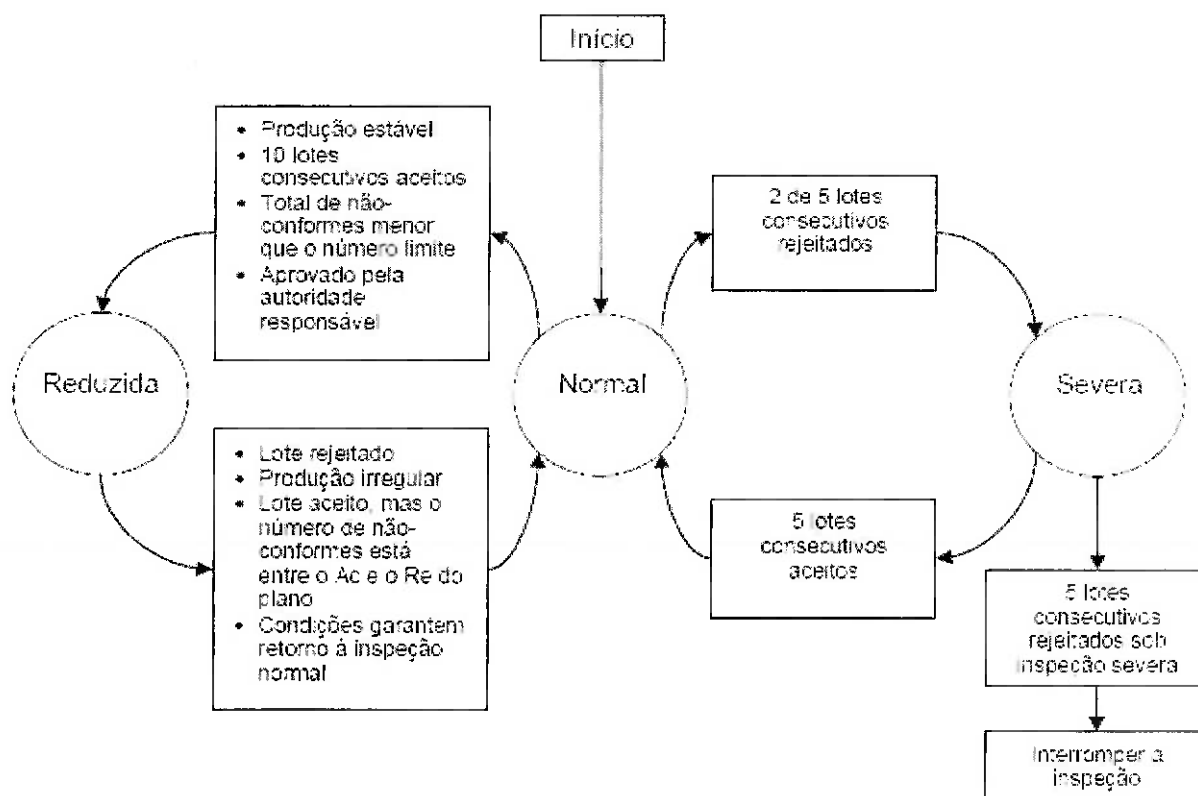 Início
• Produção estável
• 10 lotes
consecutivos aceitos
• Total de não-
conformes menor
que o número limite
• Aprovado pela
autoridade
responsável
2 de 5 lotes
consecutivos
rejeitados
Reduzida
Normal
Severa
• Lote rejeitado
• Produção irregular
• Lote aceito, mas o
número de não-
conformes está
entre o Ac e o Re do
plano
• Condições garantem
retorno à inspeção
normal
5 lotes
consecutivos
aceitos
5 lotes
consecutivos
rejeitados sob
inspeção severa
Interromper a
inspeção